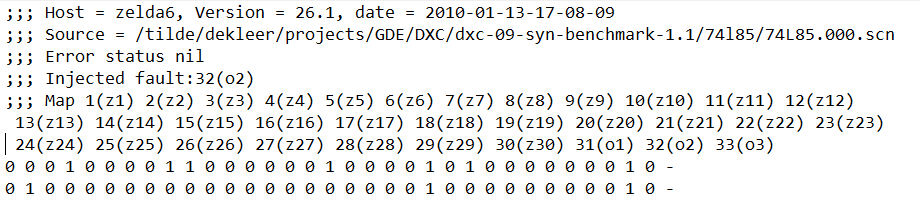 ;;; Host = zelda6, Version = 26.1, date = 2010-01-13-17-08-09
;;; Source = /tilde/dekleer/projects/GDE/DXC/dxc-09-syn-benchmark-1.1/74l85/74L85.000.scn
;;; Error status nil
;;; Injected fault:32(o2)
;;; Map 1(z1) 2(z2) 3(z3) 4(z4) 5(z5) 6(z6) 7(z7) 8(z8) 9(z9) 10(z10) 11(z11) 12(z12)
13(z13) 14(z14) 15(z15) 16(z16) 17(z17) 18(z18) 19(z19) 20(z20) 21(z21) 22(z22) 23(z23)
24(z24) 25(z25) 26(z26) 27(z27) 28(z28) 29(z29) 30(z30) 31(o1) 32(o2) 33(o3)
0 0 0 1 0 0 0 0 1 1 0 0 0 0 0 0 1 0 0 0 0 1 0 1 0 0 0 0 0 0 0 0 1 0 -
0 1 0 0 0 0 0 0 0 0 0 0 0 0 0 0 0 0 0 0 0 1 0 0 0 0 0 0 0 0 0 0 1 0 -